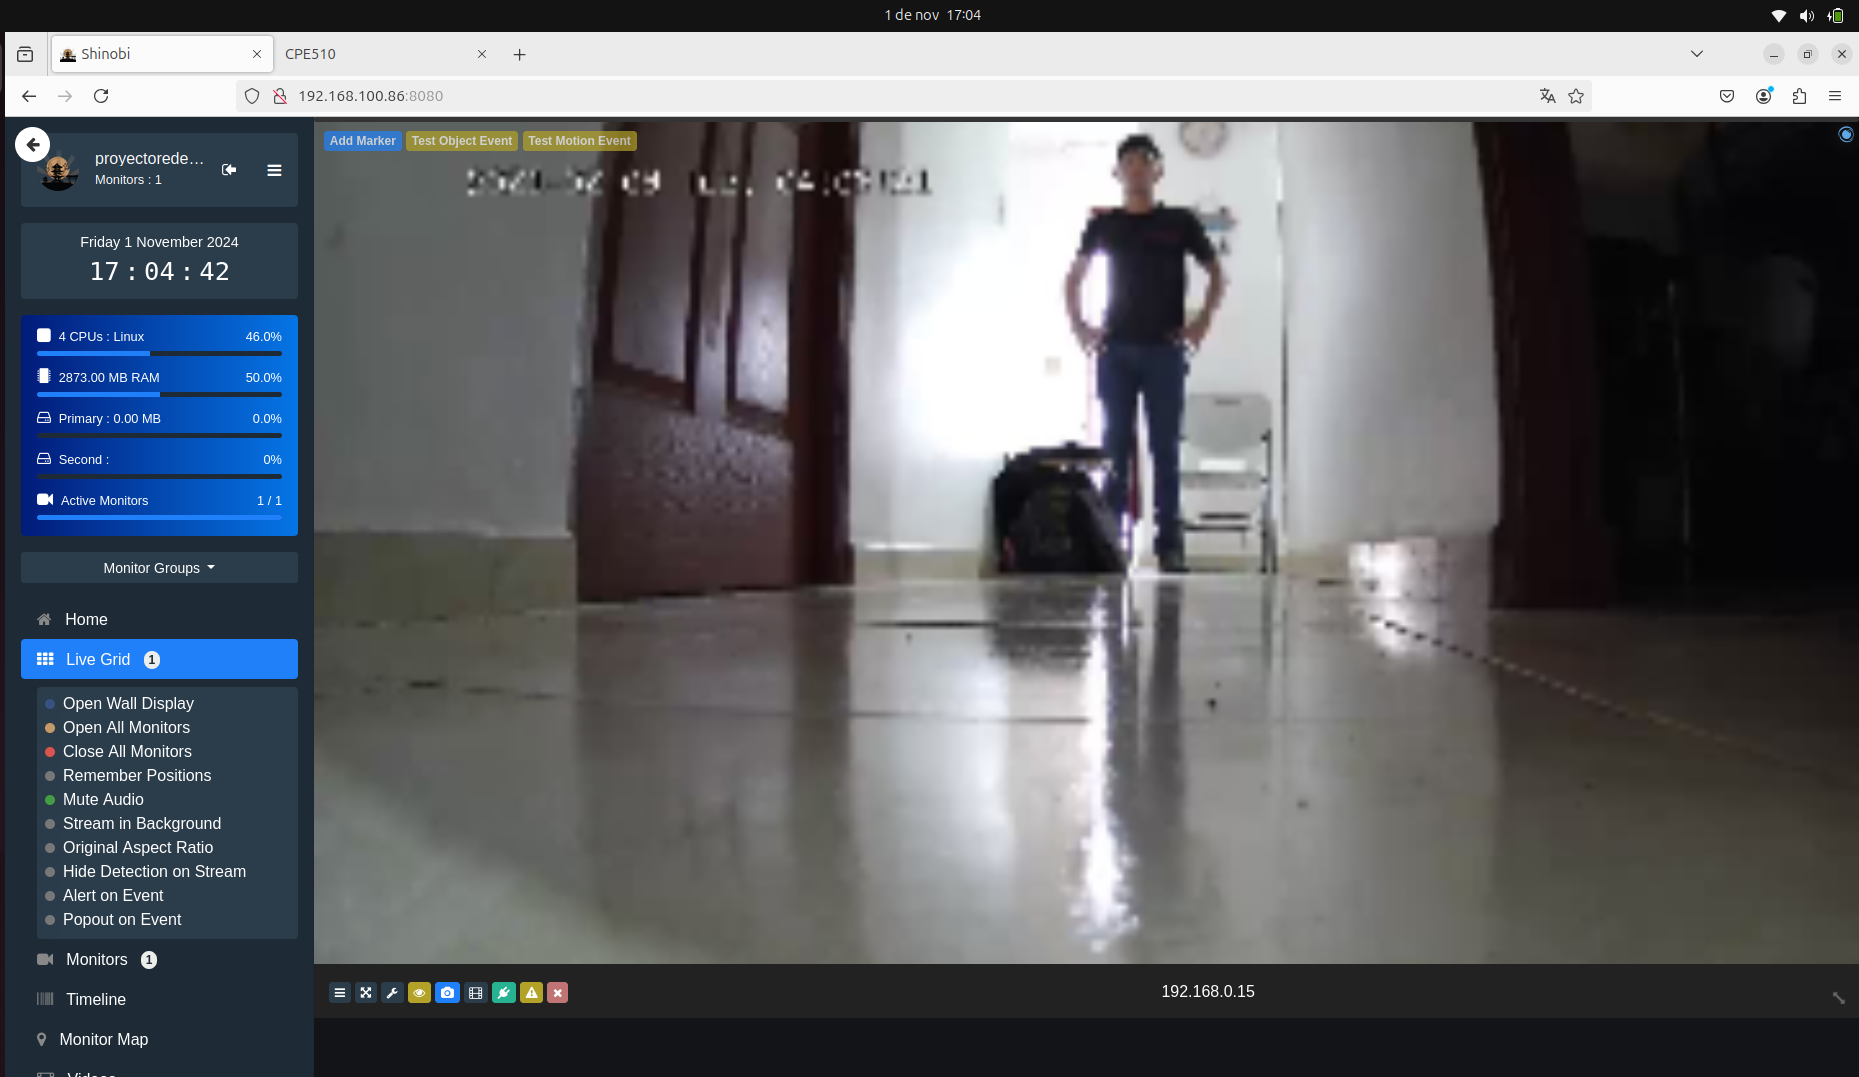 1 de nov 17:04
Shinobi
CPE510
192.168.100.86:8080
proyectorede...
Monitors : 1
Friday 1 November 2024
17 : 04 : 42
4 CPUs : Linux 46.0%
2873.00 MB RAM 50.0%
Primary : 0.00 MB 0.0%
Second : 0%
Active Monitors 1 / 1
Monitor Groups
Home
Live Grid 1
Open Wall Display
Open All Monitors
Close All Monitors
Remember Positions
Mute Audio
Stream in Background
Original Aspect Ratio
Hide Detection on Stream
Alert on Event
Popout on Event
Monitors 1
Timeline
Monitor Map
Add Marker Test Object Event Test Motion Event
192.168.0.15